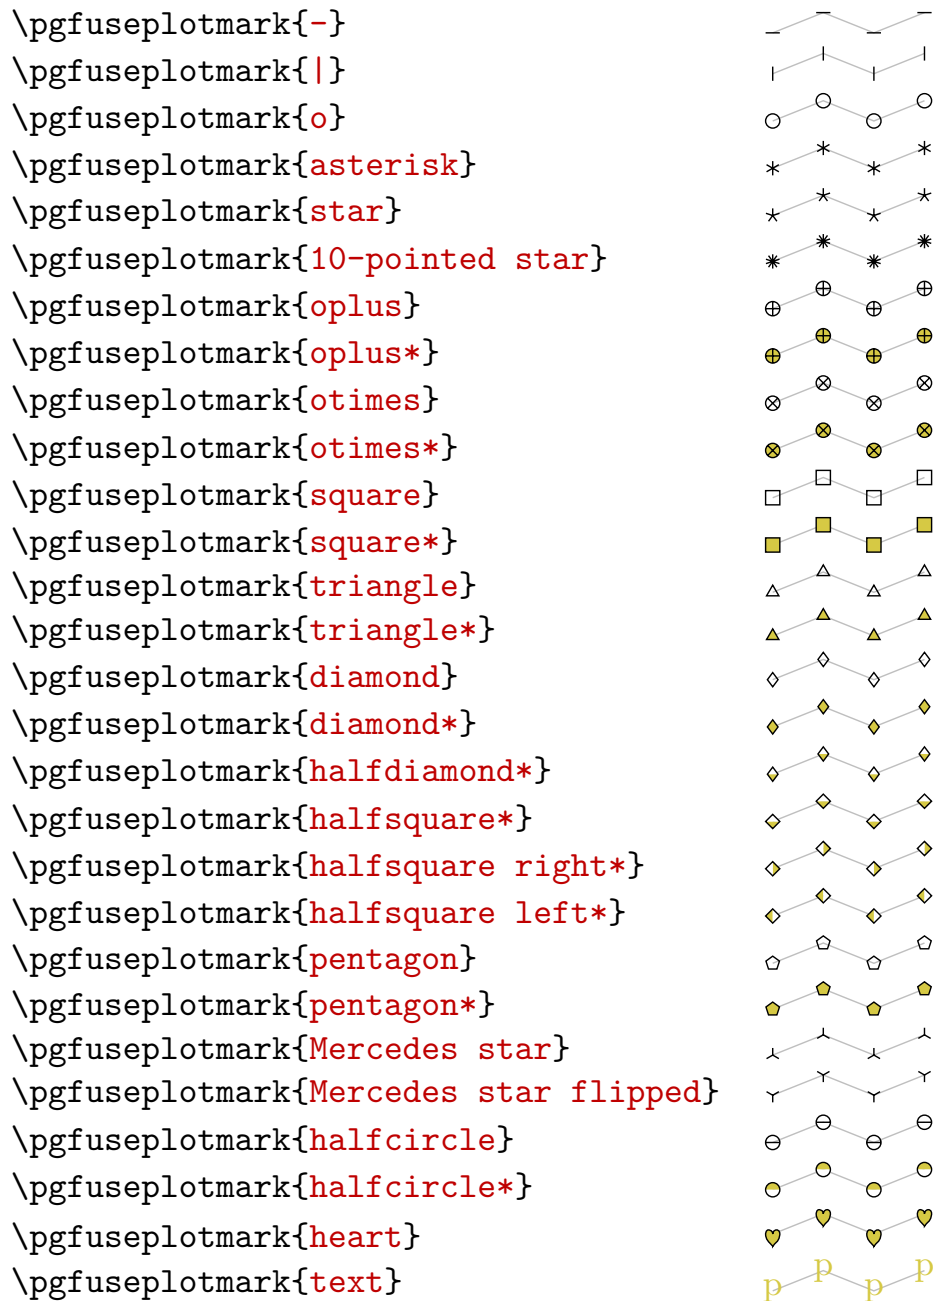 \pgfuseplotmark{-}
\pgfuseplotmark{|}
\pgfuseplotmark{o}
\pgfuseplotmark{asterisk}
\pgfuseplotmark{star}
\pgfuseplotmark{10-pointed star}
\pgfuseplotmark{oplus}
\pgfuseplotmark{oplus*}
\pgfuseplotmark{otimes}
\pgfuseplotmark{otimes*}
\pgfuseplotmark{square}
\pgfuseplotmark{square*}
\pgfuseplotmark{triangle}
\pgfuseplotmark{triangle*}
\pgfuseplotmark{diamond}
\pgfuseplotmark{diamond*}
\pgfuseplotmark{halfdiamond*}
\pgfuseplotmark{halfsquare*}
\pgfuseplotmark{halfsquare right*}
\pgfuseplotmark{halfsquare left*}
\pgfuseplotmark{pentagon}
\pgfuseplotmark{pentagon*}
\pgfuseplotmark{Mercedes star}
\pgfuseplotmark{Mercedes star flipped}
\pgfuseplotmark{halfcircle}
\pgfuseplotmark{halfcircle*}
\pgfuseplotmark{heart}
\pgfuseplotmark{text} p p p p